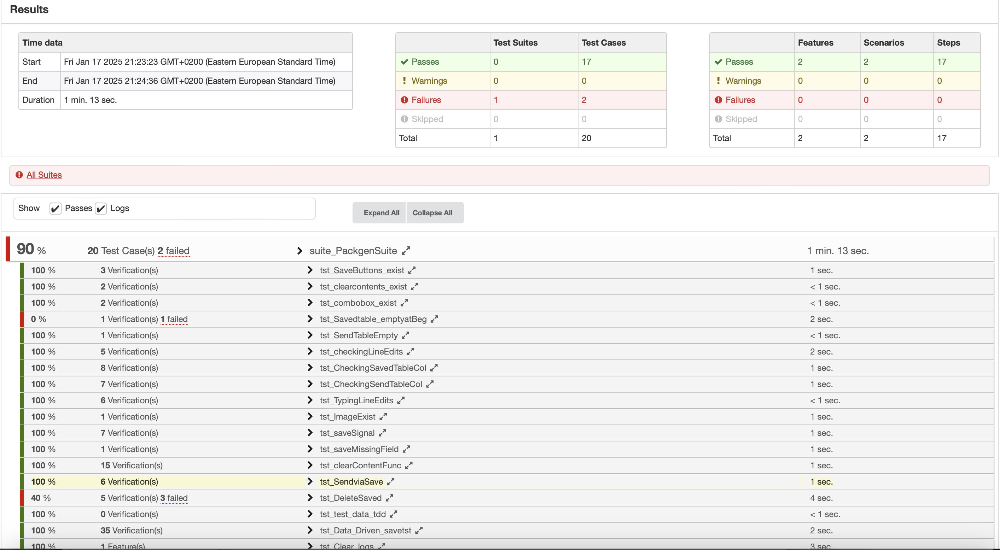 Results
Time data
Start Fri Jan 17 2025 21:23:23 GMT+0200 (Eastern European Standard Time)
End Fri Jan 17 2025 21:24:36 GMT+0200 (Eastern European Standard Time)
Duration 1 min. 13 sec.
Test Suites Test Cases
Passes 0 17
Warnings 0 0
Failures 1 2
Skipped 0 0
Total 1 20
Features Scenarios Steps
Passes 2 2 17
Warnings 0 0 0
Failures 0 0 0
Skipped 0 0 0
Total 2 2 17
All Suites
Show Passes Logs
Expand All Collapse All
90 % 20 Test Case(s) 2 failed suite_PackgenSuite 1 min. 13 sec.
100 % 3 Verification(s) tst_SaveButtons_exist 1 sec.
100 % 2 Verification(s) tst_clearcontents_exist < 1 sec.
100 % 2 Verification(s) tst_combobox_exist < 1 sec.
0 % 1 Verification(s) 1 failed tst_Savedtable_emptyatBeg 2 sec.
100 % 1 Verification(s) tst_SendTableEmpty < 1 sec.
100 % 5 Verification(s) tst_checkingLineEdits 2 sec.
100 % 8 Verification(s) tst_CheckingSavedTableCol 1 sec.
100 % 7 Verification(s) tst_CheckingSendTableCol 1 sec.
100 % 6 Verification(s) tst_TypingLineEdits < 1 sec.
100 % 1 Verification(s) tst_ImageExist 1 sec.
100 % 7 Verification(s) tst_saveSignal 1 sec.
100 % 1 Verification(s) tst_saveMissingField 1 sec.
100 % 15 Verification(s) tst_clearContentFunc 1 sec.
100 % 6 Verification(s) tst_SendviaSave 1 sec.
40 % 5 Verification(s) 3 failed tst_DeleteSaved 4 sec.
100 % 0 Verification(s) tst_test_data_tdd < 1 sec.
100 % 35 Verification(s) tst_Data_Driven_savetst 2 sec.
100 % 1 Feature(s) tst_Clear_logs 3 sec.